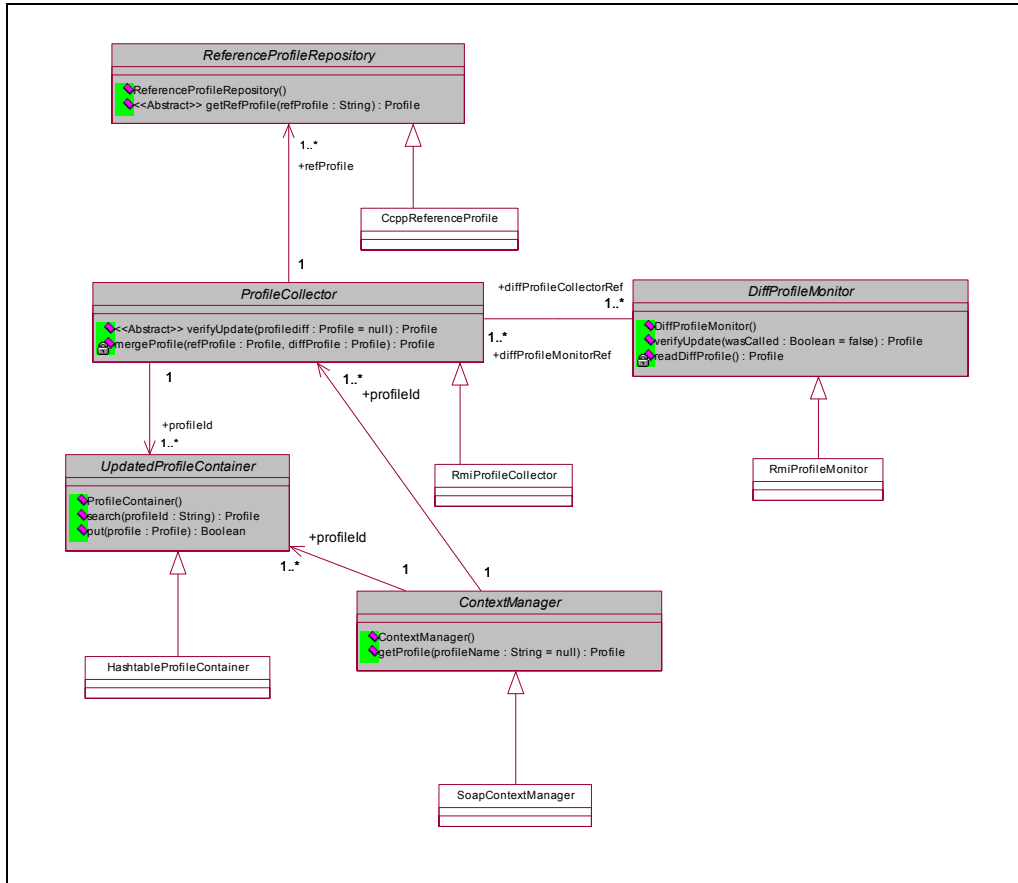 ReferenceProfileRepository
ReferenceProfileRepository()
<<Abstract>> getRefProfile(refProfile : String) : Profile
1..*
+refProfile
CcppReferenceProfile
1
ProfileCollector
<<Abstract>> verifyUpdate(profilediff : Profile = null) : Profile
mergeProfile(refProfile : Profile, diffProfile : Profile) : Profile
+diffProfileCollectorRef
1..*
1..*
+diffProfileMonitorRef
DiffProfileMonitor
DiffProfileMonitor()
verifyUpdate(wasCalled : Boolean = false) : Profile
readDiffProfile() : Profile
1
+profileId
1..*
1..*
+profileId
RmiProfileCollector
RmiProfileMonitor
UpdatedProfileContainer
ProfileContainer()
search(profileId : String) : Profile
put(profile : Profile) : Boolean
+profileId
1..*
1
1
ContextManager
ContextManager()
getProfile(profileName : String = null) : Profile
HashtableProfileContainer
SoapContextManager